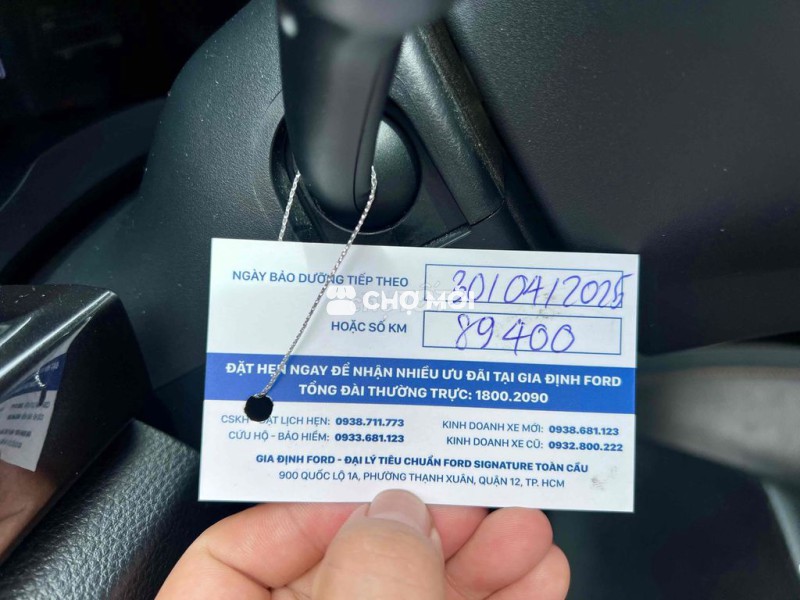 NGÀY BẢO DƯỠNG TIẾP THEO 30/04/2025
CHỢ MỚI
HOẶC SỐ KM 89400
ĐẶT HẸN NGAY ĐỂ NHẬN NHIỀU ƯU ĐÃI TẠI GIA ĐỊNH FORD
TỔNG ĐÀI THƯỜNG TRỰC: 1800.2090
CSKH - ĐẶT LỊCH HẸN: 0938.711.773
CỨU HỘ - BẢO HIỂM: 0933.681.123
KINH DOANH XE MỚI: 0938.681.123
KINH DOANH XE CŨ: 0932.800.222
GIA ĐỊNH FORD - ĐẠI LÝ TIÊU CHUẨN FORD SIGNATURE TOÀN CẦU
900 QUỐC LỘ 1A, PHƯỜNG THẠNH XUÂN, QUẬN 12, TP. HCM